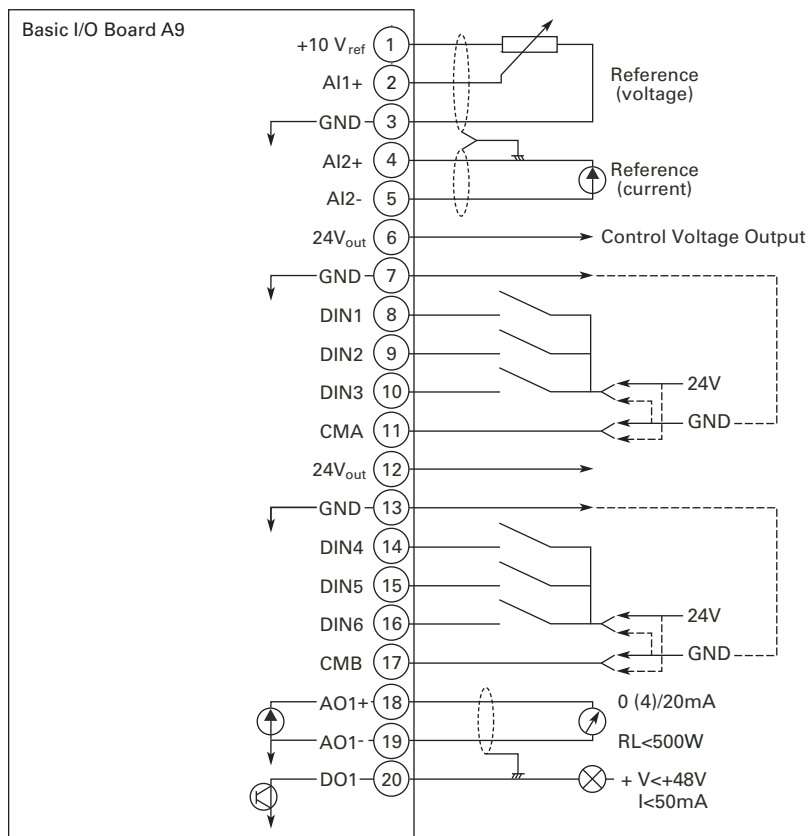 Basic I/O Board A9
+10 Vref 1
AI1+ 2
Reference
(voltage)
GND 3
AI2+ 4
Reference
(current)
AI2- 5
24Vout 6 Control Voltage Output
GND 7
DIN1 8
DIN2 9
DIN3 10
24V
GND
CMA 11
24Vout 12
GND 13
DIN4 14
DIN5 15
DIN6 16
24V
GND
CMB 17
AO1+ 18 0 (4)/20mA
AO1- 19 RL<500W
DO1 20 + V<+48V
I<50mA